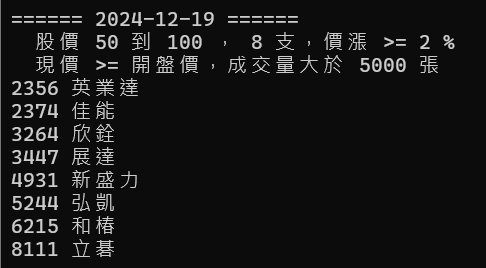 ====== 2024-12-19 ======
股價 50 到 100 , 8 支,價漲 >= 2 %
現價 >= 開盤價,成交量大於 5000 張
2356 英業達
2374 佳能
3264 欣銓
3447 展達
4931 新盛力
5244 弘凱
6215 和椿
8111 立碁